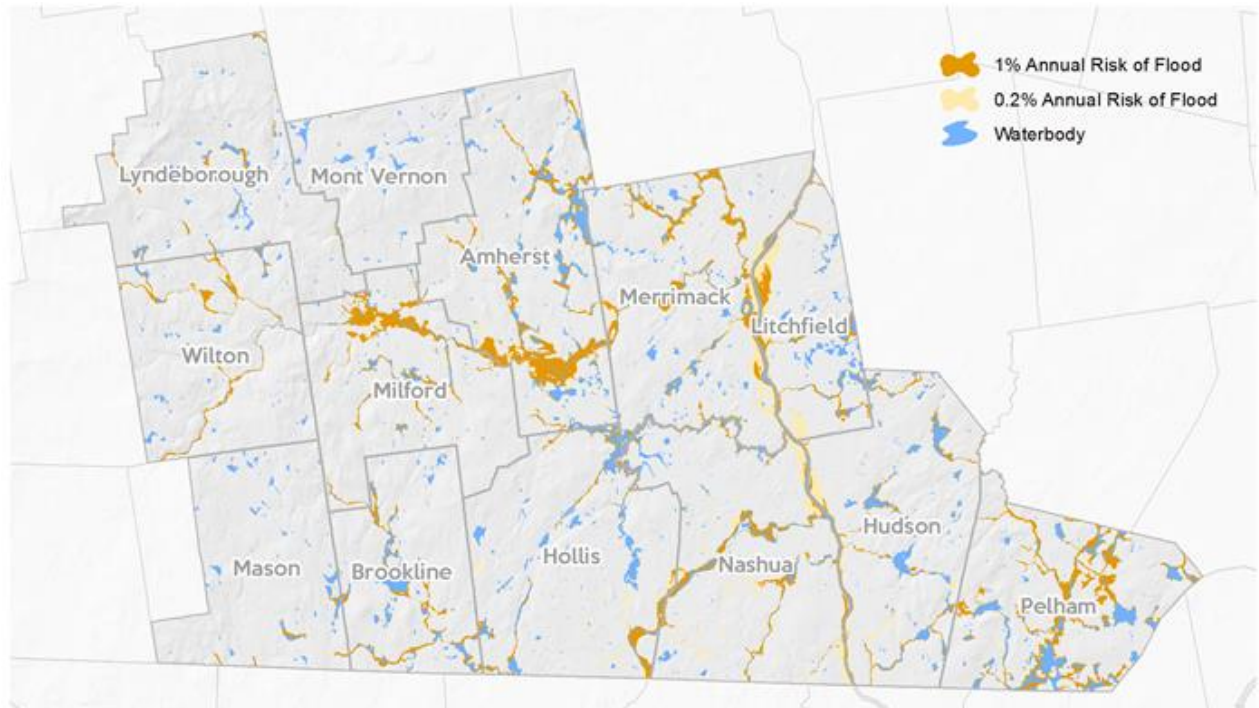 1% Annual Risk of Flood
0.2% Annual Risk of Flood
Waterbody
Lyndeborough
Mont Vernon
Amherst
Merrimack
Litchfield
Wilton
Milford
Hudson
Hollis
Nashua
Mason
Brookline
Pelham